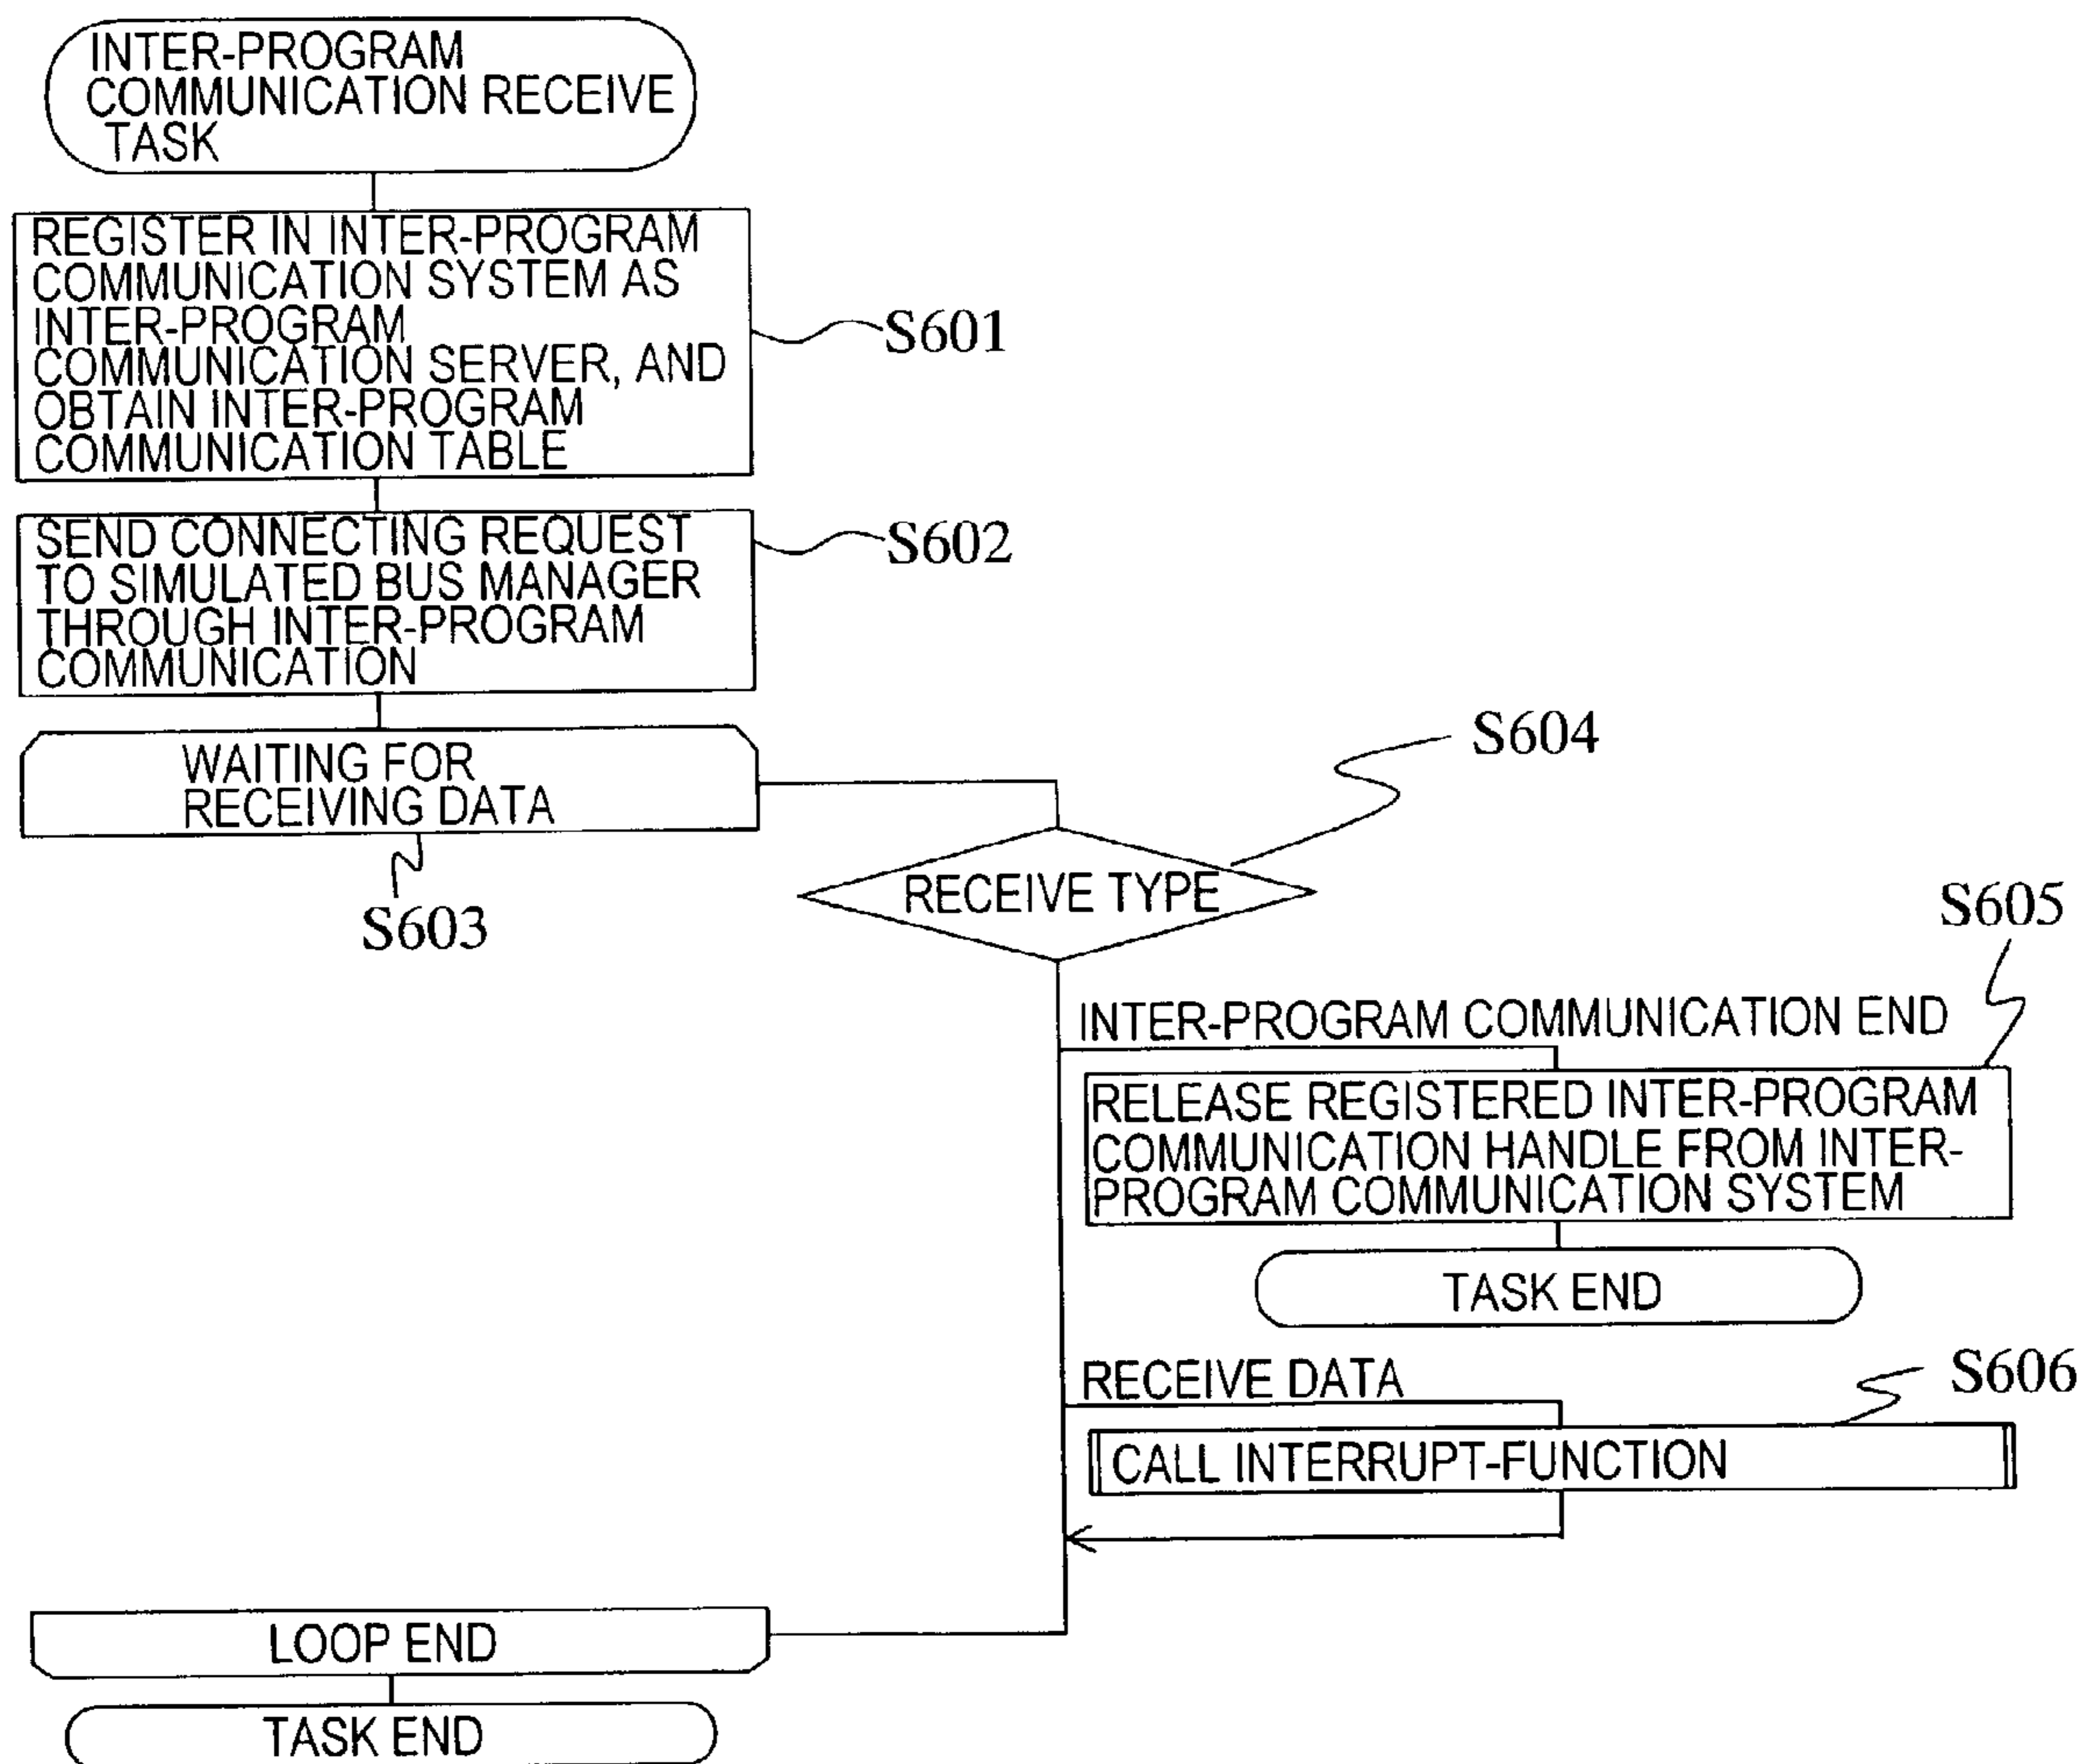 INTER-PROGRAM
COMMUNICATION RECEIVE
TASK
REGISTER IN INTER-PROGRAM
COMMUNICATION SYSTEM AS
INTER-PROGRAM
COMMUNICATION SERVER, AND
OBTAIN INTER-PROGRAM
COMMUNICATION TABLE
S601
SEND CONNECTING REQUEST
TO SIMULATED BUS MANAGER
THROUGH INTER-PROGRAM
COMMUNICATION
S602
WAITING FOR
RECEIVING DATA
S603
S604
RECEIVE TYPE
S605
INTER-PROGRAM COMMUNICATION END
RELEASE REGISTERED INTER-PROGRAM
COMMUNICATION HANDLE FROM INTER-
PROGRAM COMMUNICATION SYSTEM
TASK END
RECEIVE DATA
S606
CALL INTERRUPT-FUNCTION
LOOP END
TASK END